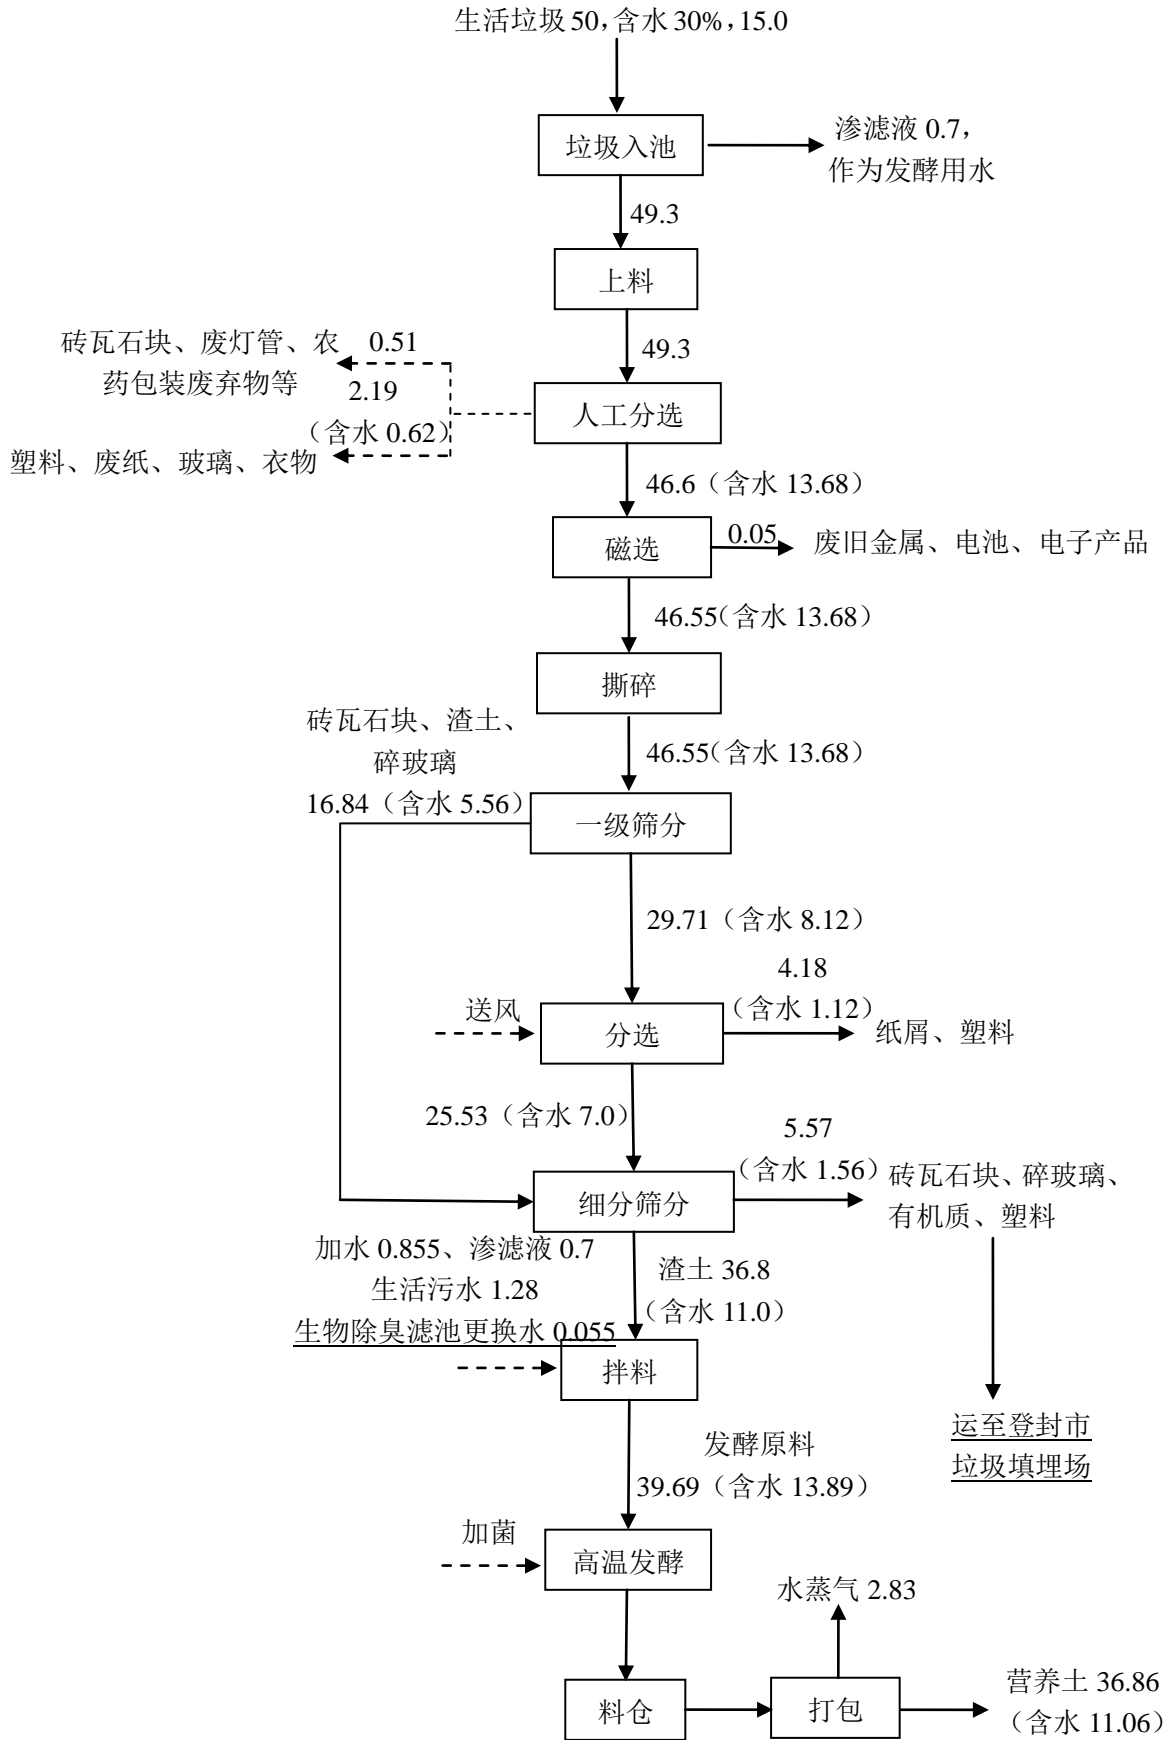 生活垃圾 50，含水 30%，15.0
垃圾入池
渗滤液 0.7，
作为发酵用水
49.3
上料
砖瓦石块、废灯管、农
药包装废弃物等
0.51
49.3
2.19
（含水 0.62）
塑料、废纸、玻璃、衣物
人工分选
46.6（含水 13.68）
磁选
0.05
废旧金属、电池、电子产品
46.55（含水 13.68）
撕碎
砖瓦石块、渣土、
碎玻璃
16.84（含水 5.56）
46.55（含水 13.68）
一级筛分
29.71（含水 8.12）
4.18
（含水 1.12）
送风
分选
纸屑、塑料
25.53（含水 7.0）
5.57
（含水 1.56）
细分筛分
砖瓦石块、碎玻璃、
有机质、塑料
加水 0.855、渗滤液 0.7
生活污水 1.28
生物除臭滤池更换水 0.055
渣土 36.8
（含水 11.0）
拌料
运至登封市
垃圾填埋场
发酵原料
39.69（含水 13.89）
加菌
高温发酵
水蒸气 2.83
料仓
打包
营养土 36.86
（含水 11.06）